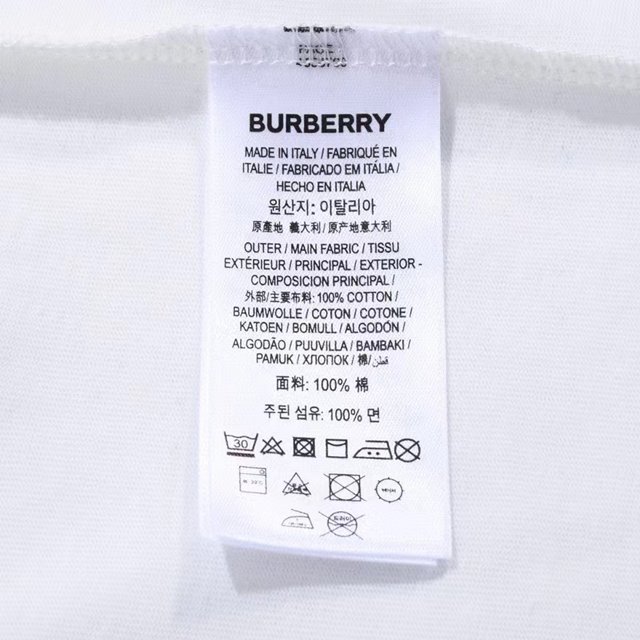 BURBERRY
MADE IN ITALY / FABRIQUÉ EN
ITALIE / FABRICADO EM ITÁLIA /
HECHO EN ITALIA
원산지: 이탈리아
原產地 義大利 / 原产地意大利
OUTER / MAIN FABRIC / TISSU
EXTÉRIEUR / PRINCIPAL / EXTERIOR -
COMPOSICION PRINCIPAL /
外部/主要布料: 100% COTTON /
BAUMWOLLE / COTON / COTONE /
KATOEN / BOMULL / ALGODÓN /
ALGODÃO / PUUVILLA / BAMBAKI /
PAMUK / ХЛОПОК / 棉/ قطن
面料: 100% 棉
주된 섬유: 100% 면
30